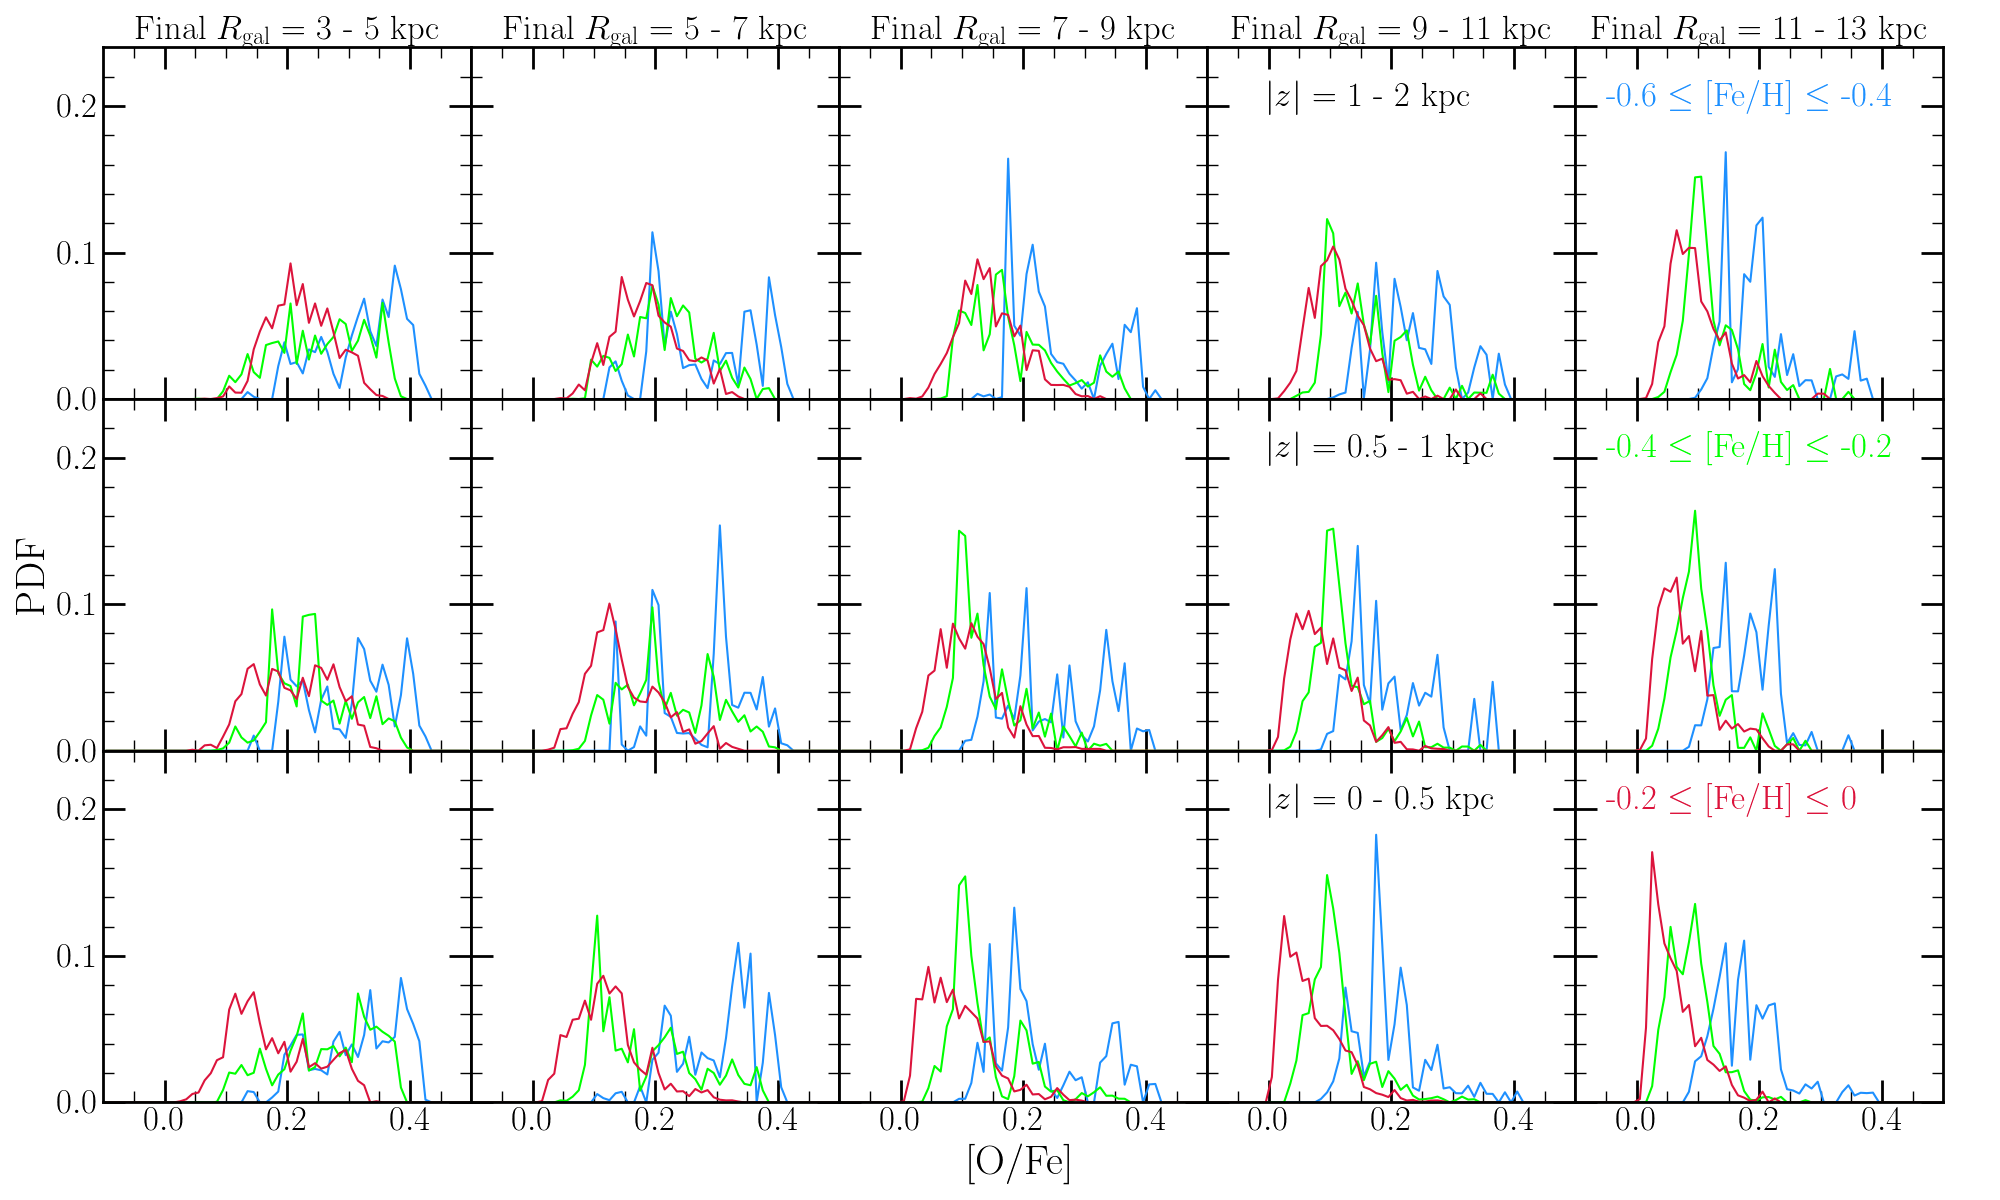 Final R_gal = 3 - 5 kpc
Final R_gal = 5 - 7 kpc
Final R_gal = 7 - 9 kpc
Final R_gal = 9 - 11 kpc
Final R_gal = 11 - 13 kpc
0.2
|z| = 1 - 2 kpc
-0.6 ≤ [Fe/H] ≤ -0.4
0.1
0.0
0.2
|z| = 0.5 - 1 kpc
-0.4 ≤ [Fe/H] ≤ -0.2
PDF
0.1
0.0
0.2
|z| = 0 - 0.5 kpc
-0.2 ≤ [Fe/H] ≤ 0
0.1
0.0
0.0 0.2 0.4
0.0 0.2 0.4
0.0 0.2 0.4
0.0 0.2 0.4
0.0 0.2 0.4
[O/Fe]